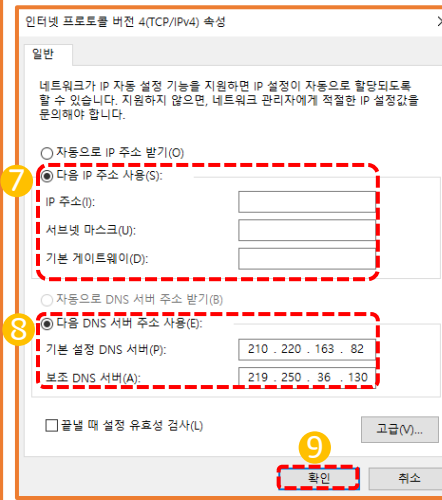 인터넷 프로토콜 버전 4(TCP/IPv4) 속성
일반
네트워크가 IP 자동 설정 기능을 지원하면 IP 설정이 자동으로 할당되도록
할 수 있습니다. 지원하지 않으면, 네트워크 관리자에게 적절한 IP 설정값을
문의해야 합니다.
자동으로 IP 주소 받기(O)
7 다음 IP 주소 사용(S):
IP 주소(I):
서브넷 마스크(U):
기본 게이트웨이(D):
자동으로 DNS 서버 주소 받기(B)
8 다음 DNS 서버 주소 사용(E):
기본 설정 DNS 서버(P): 210 . 220 . 163 . 82
보조 DNS 서버(A): 219 . 250 . 36 . 130
끝낼 때 설정 유효성 검사(L) 고급(V)...
9
확인 취소